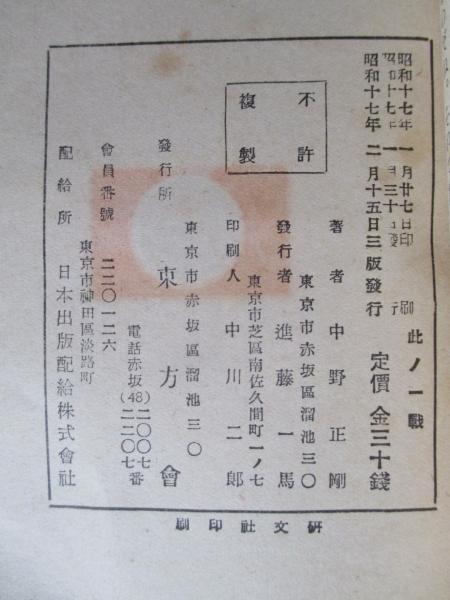 昭和十七年 一月廿七日印刷
昭和十七年 一月三十日發行
昭和十七年 二月十五日三版發行
此ノ一戰
定價 金三十錢
不許
複製
著者 中野正剛
東京市赤坂區溜池三〇
發行者 進藤一馬
東京市芝區南佐久間町一ノ七
印刷人 中川二郎
東京市赤坂區溜池三〇
發行所 東方會
電話赤坂(48)二〇〇七 二二〇七番
會員番號 二二〇一二六
東京市神田區淡路町
配給所 日本出版配給株式會社
研文社印刷